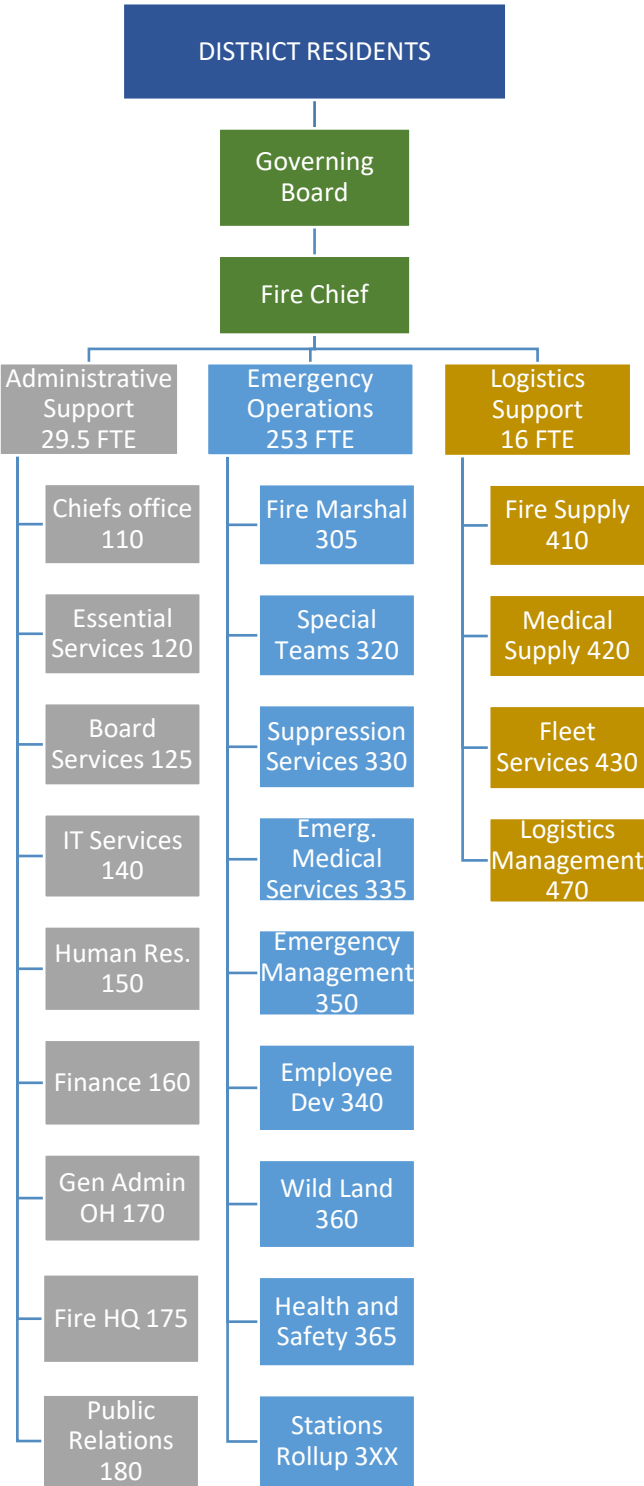 DISTRICT RESIDENTS
Governing
Board
Fire Chief
Administrative
Support
29.5 FTE
Chiefs office
110
Essential
Services 120
Board
Services 125
IT Services
140
Human Res.
150
Finance 160
Gen Admin
OH 170
Fire HQ 175
Public
Relations
180
Emergency
Operations
253 FTE
Fire Marshal
305
Special
Teams 320
Suppression
Services 330
Emerg.
Medical
Services 335
Emergency
Management
350
Employee
Dev 340
Wild Land
360
Health and
Safety 365
Stations
Rollup 3XX
Logistics
Support
16 FTE
Fire Supply
410
Medical
Supply 420
Fleet
Services 430
Logistics
Management
470